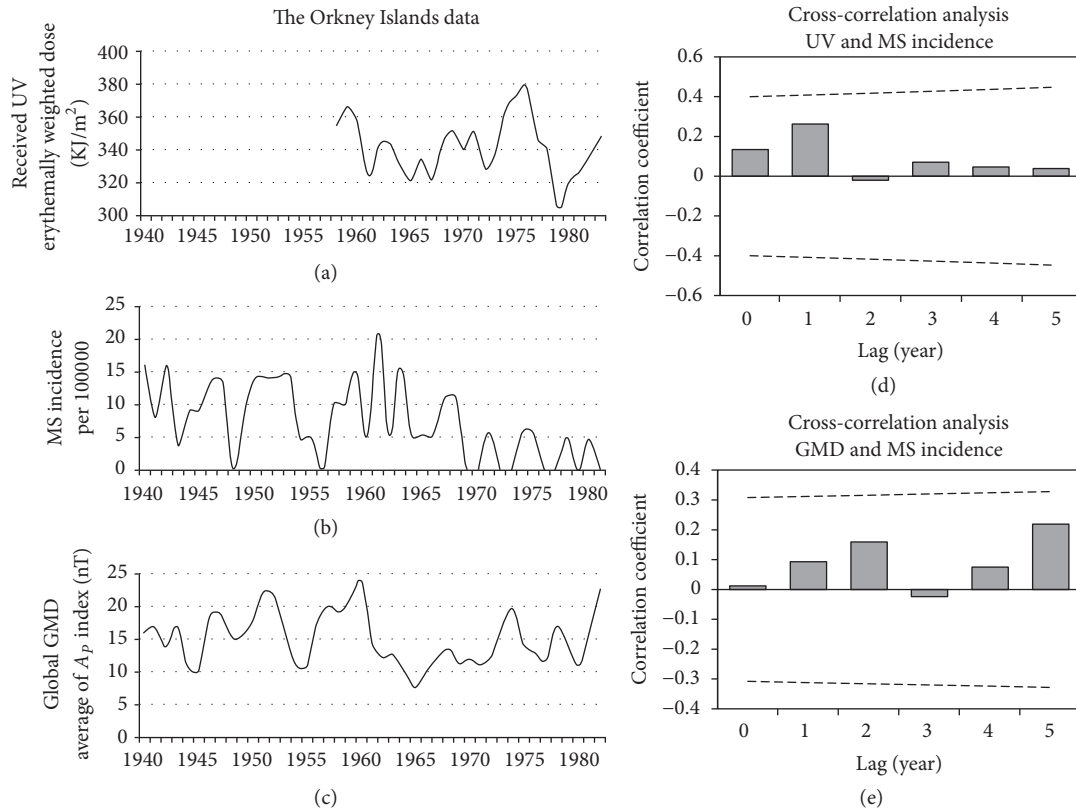 The Orkney Islands data
Received UV
erythemally weighted dose
(KJ/m²)
400
380
360
340
320
300
1940 1945 1950 1955 1960 1965 1970 1975 1980
(a)
MS incidence
per 100000
25
20
15
10
5
0
1940 1945 1950 1955 1960 1965 1970 1975 1980
(b)
Global GMD
average of A_p index (nT)
25
20
15
10
5
0
1940 1945 1950 1955 1960 1965 1970 1975 1980
(c)
Cross-correlation analysis
UV and MS incidence
Correlation coefficient
0.6
0.4
0.2
0
−0.2
−0.4
−0.6
0 1 2 3 4 5
Lag (year)
(d)
Cross-correlation analysis
GMD and MS incidence
Correlation coefficient
0.4
0.3
0.2
0.1
0
−0.1
−0.2
−0.3
−0.4
0 1 2 3 4 5
Lag (year)
(e)